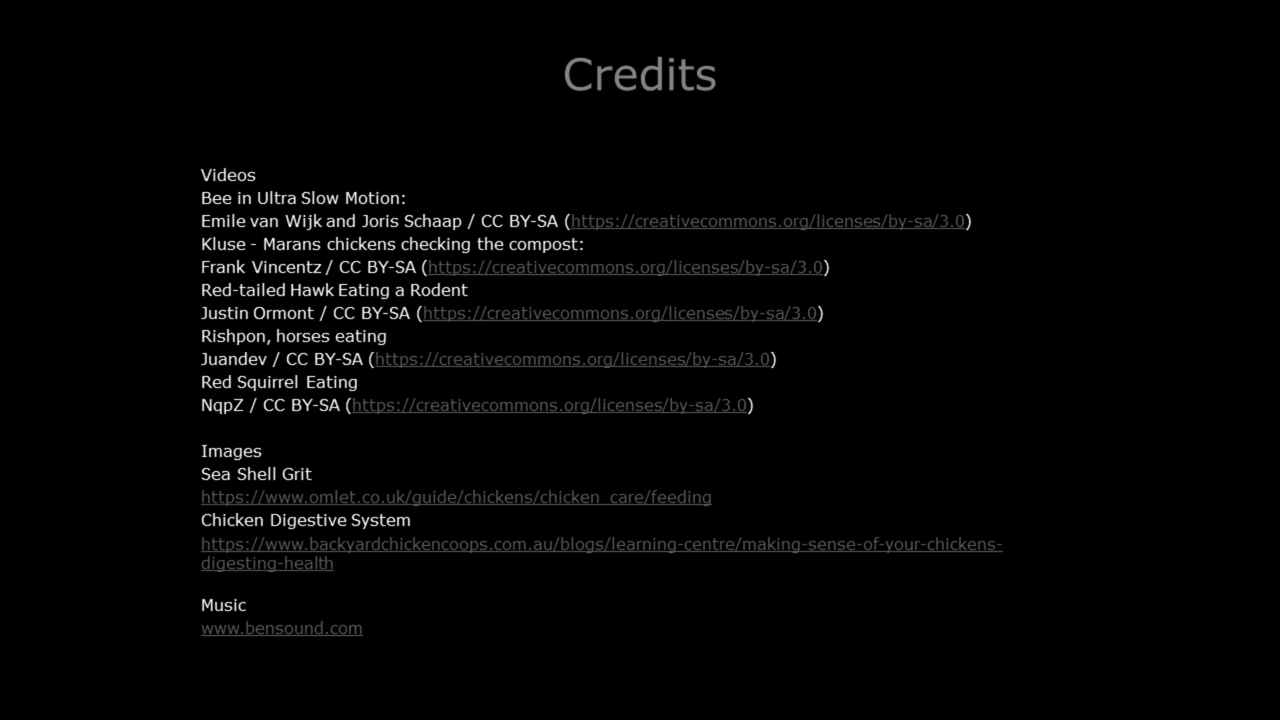 Credits
Videos
Bee in Ultra Slow Motion:
Emile van Wijk and Joris Schaap / CC BY-SA (https://creativecommons.org/licenses/by-sa/3.0)
Kluse - Marans chickens checking the compost:
Frank Vincentz / CC BY-SA (https://creativecommons.org/licenses/by-sa/3.0)
Red-tailed Hawk Eating a Rodent
Justin Ormont / CC BY-SA (https://creativecommons.org/licenses/by-sa/3.0)
Rishpon, horses eating
Juandev / CC BY-SA (https://creativecommons.org/licenses/by-sa/3.0)
Red Squirrel Eating
NqpZ / CC BY-SA (https://creativecommons.org/licenses/by-sa/3.0)
Images
Sea Shell Grit
https://www.omlet.co.uk/guide/chickens/chicken_care/feeding
Chicken Digestive System
https://www.backyardchickencoops.com.au/blogs/learning-centre/making-sense-of-your-chickens-
digesting-health
Music
www.bensound.com